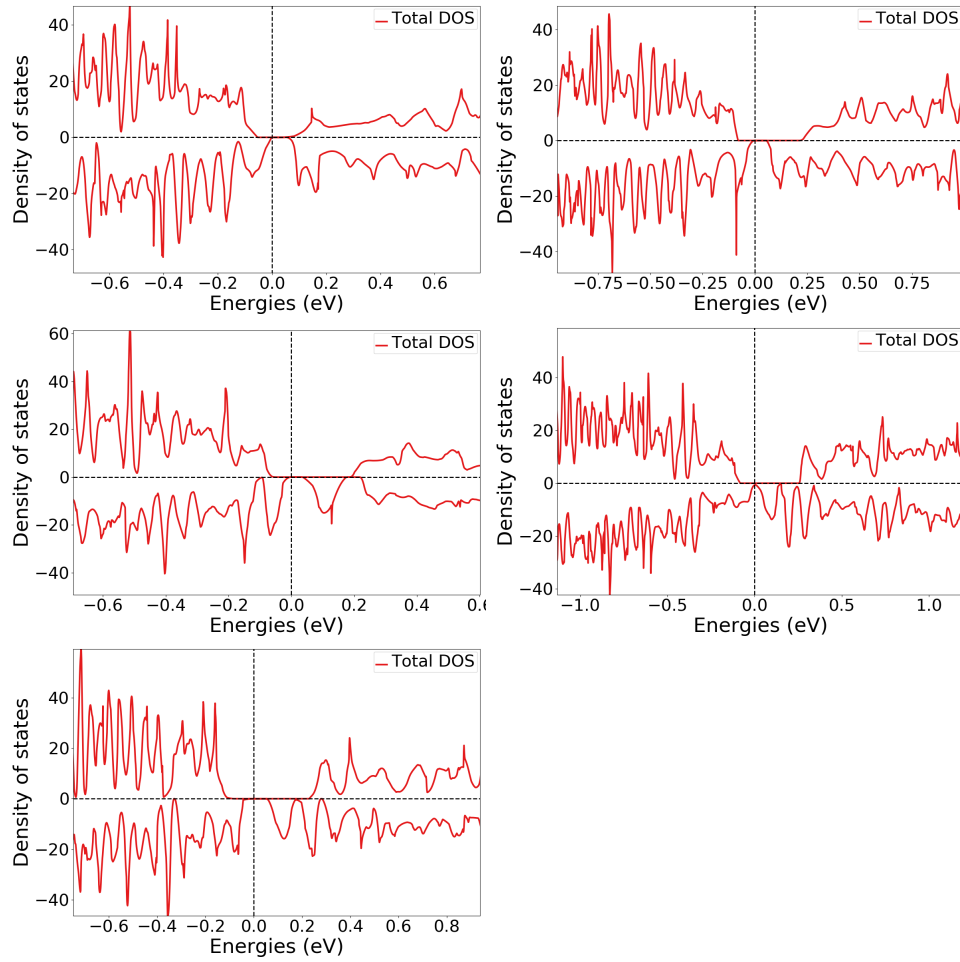 Total DOS
40
20
0
−20
−40
Density of states
−0.6 −0.4 −0.2 0.0 0.2 0.4 0.6
Energies (eV)
Total DOS
40
20
0
−20
−40
Density of states
−0.75 −0.50 −0.25 0.00 0.25 0.50 0.75
Energies (eV)
Total DOS
60
40
20
0
−20
−40
Density of states
−0.6 −0.4 −0.2 0.0 0.2 0.4
Energies (eV)
Total DOS
40
20
0
−20
−40
Density of states
−1.0 −0.5 0.0 0.5 1.0
Energies (eV)
Total DOS
40
20
0
−20
−40
Density of states
−0.6 −0.4 −0.2 0.0 0.2 0.4 0.6 0.8
Energies (eV)